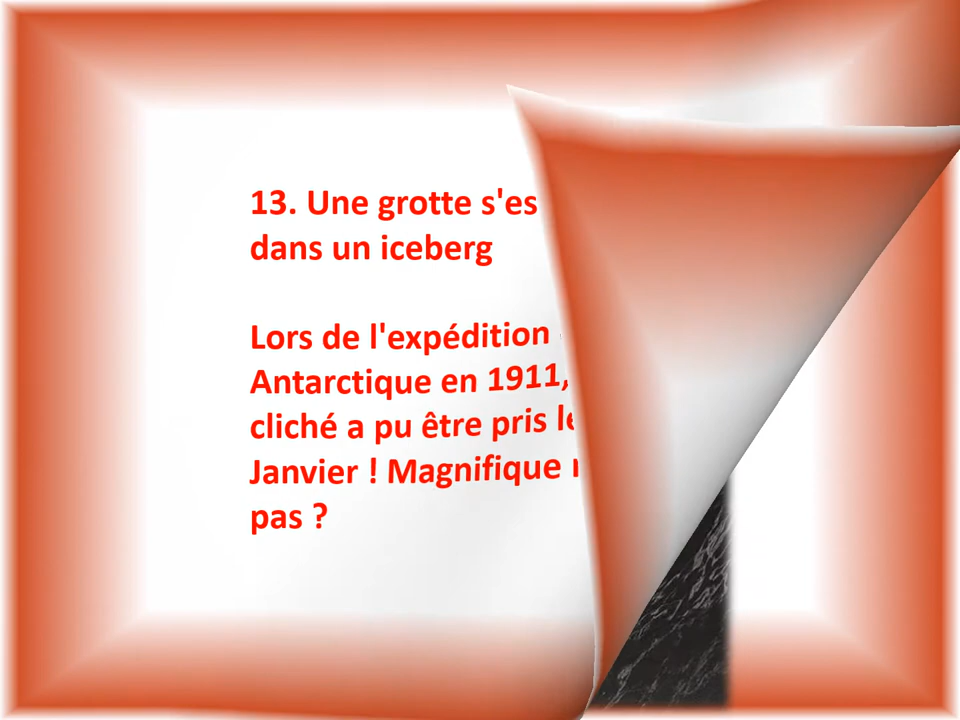 13. Une grotte s'es
dans un iceberg
Lors de l'expédition
Antarctique en 1911,
cliché a pu être pris le
Janvier ! Magnifique
pas ?